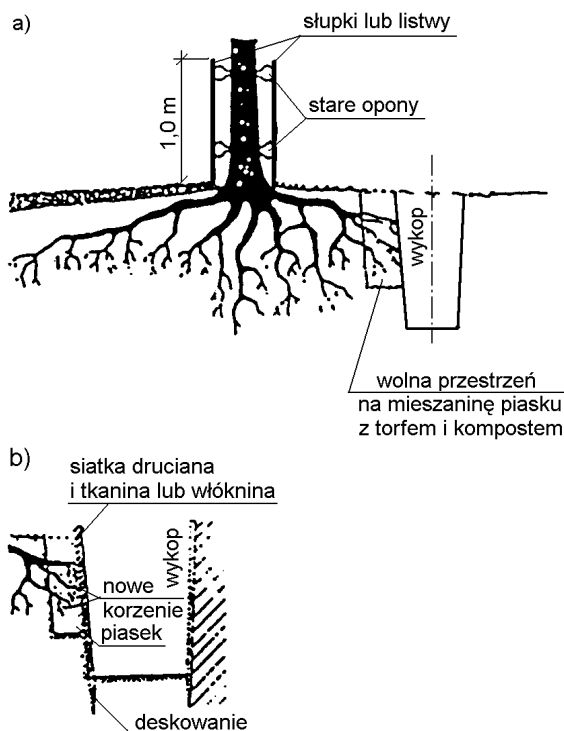 a)
słupki lub listwy
stare opony
1,0 m
wykop
wolna przestrzeń
na mieszaninę piasku
z torfem i kompostem
b)
siatka druciana
i tkanina lub włóknina
wykop
nowe
korzenie
piasek
deskowanie